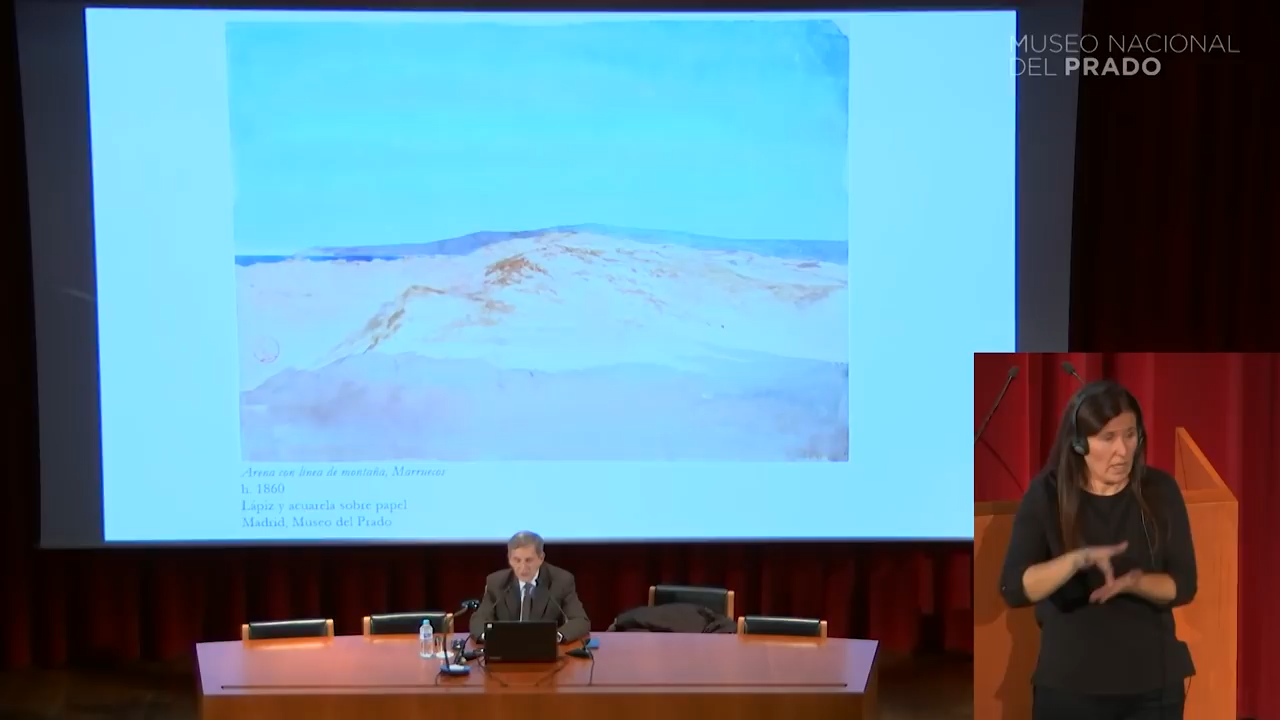 MUSEO NACIONAL
DEL PRADO
Arena con línea de montaña, Marruecos
h. 1860
Lápiz y acuarela sobre papel
Madrid, Museo del Prado